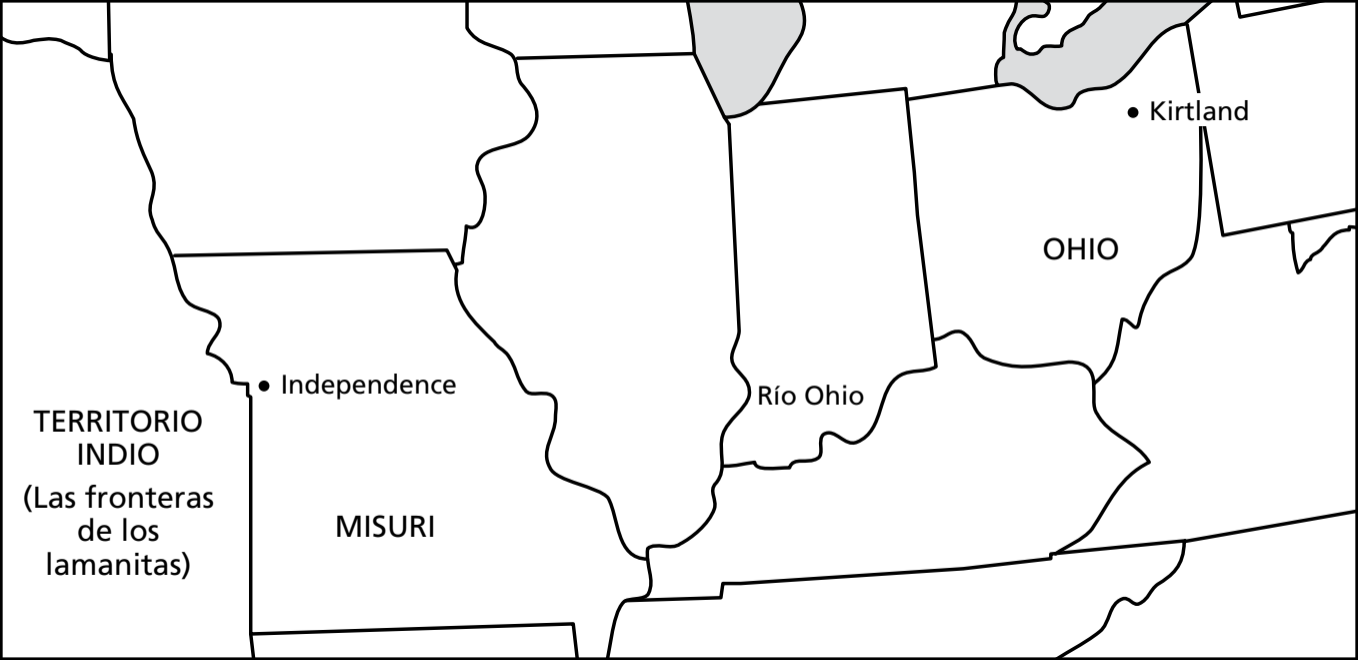 Kirtland
OHIO
Independence
Río Ohio
TERRITORIO
INDIO
(Las fronteras
de los
lamanitas)
MISURI